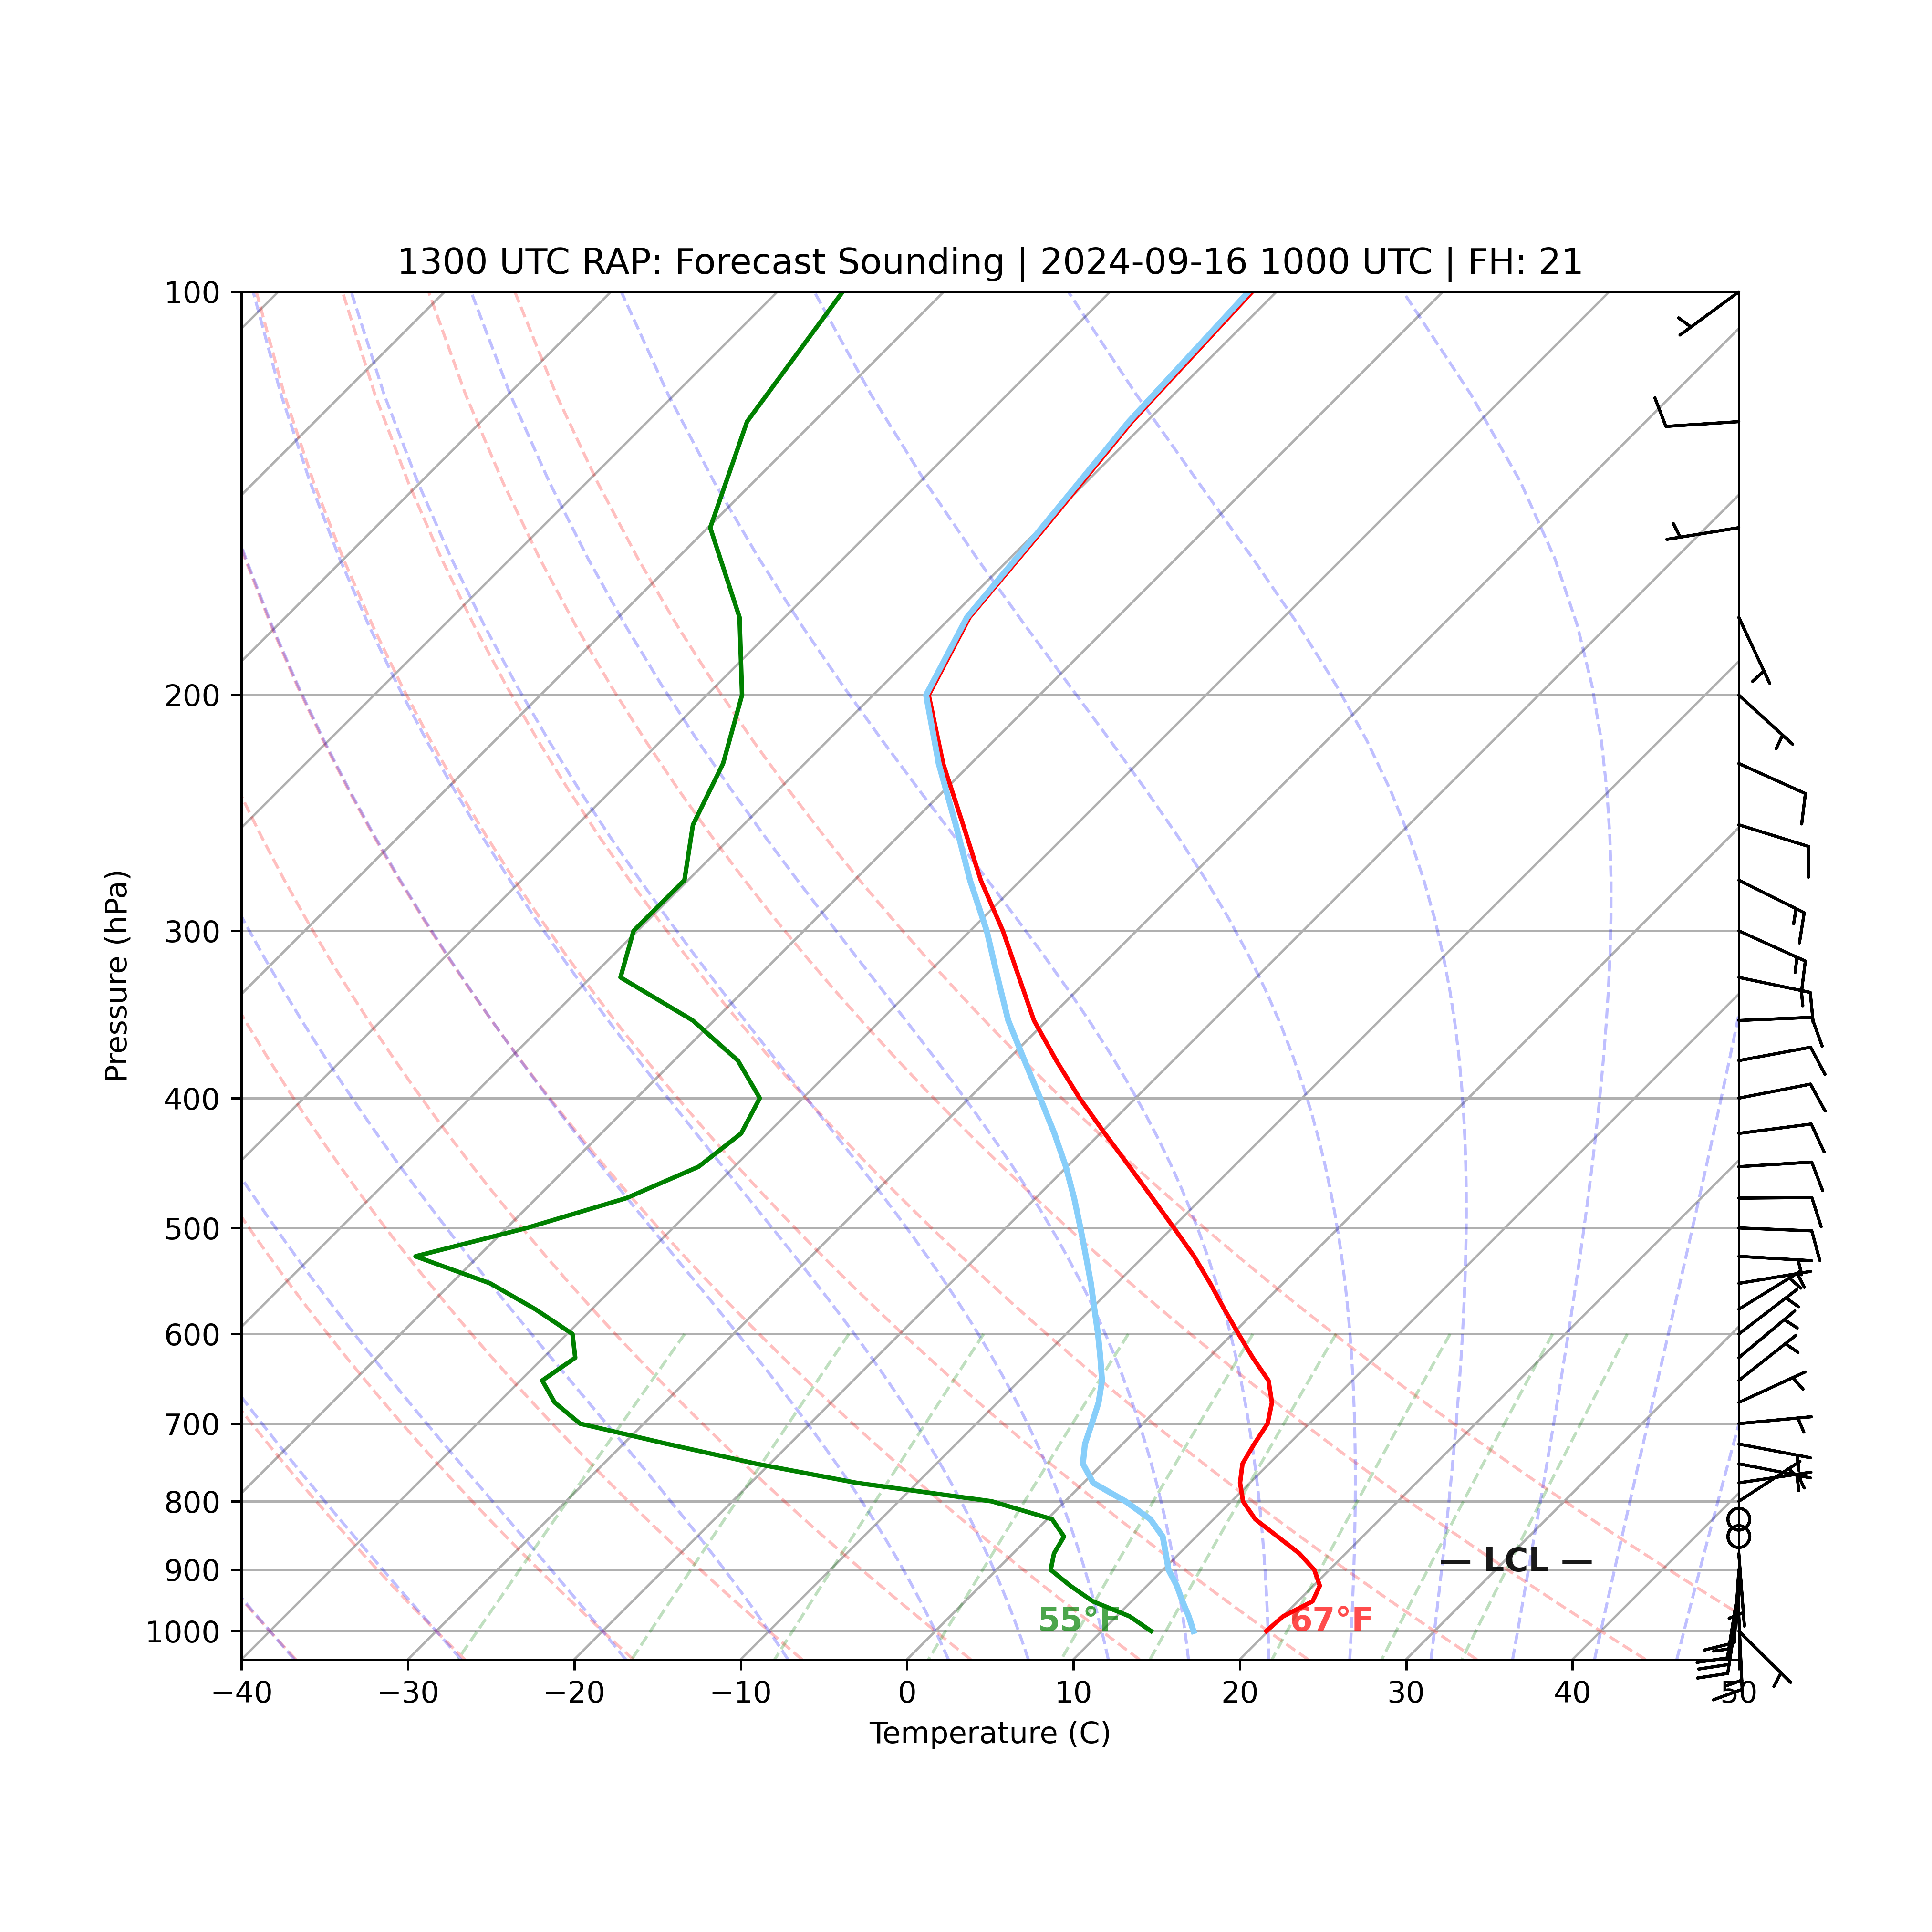 1300 UTC RAP: Forecast Sounding | 2024-09-16 1000 UTC | FH: 21
100
200
300
400
500
600
700
800
900
1000
Pressure (hPa)
— LCL —
55°F
67°F
−40 −30 −20 −10 0 10 20 30 40 50
Temperature (C)